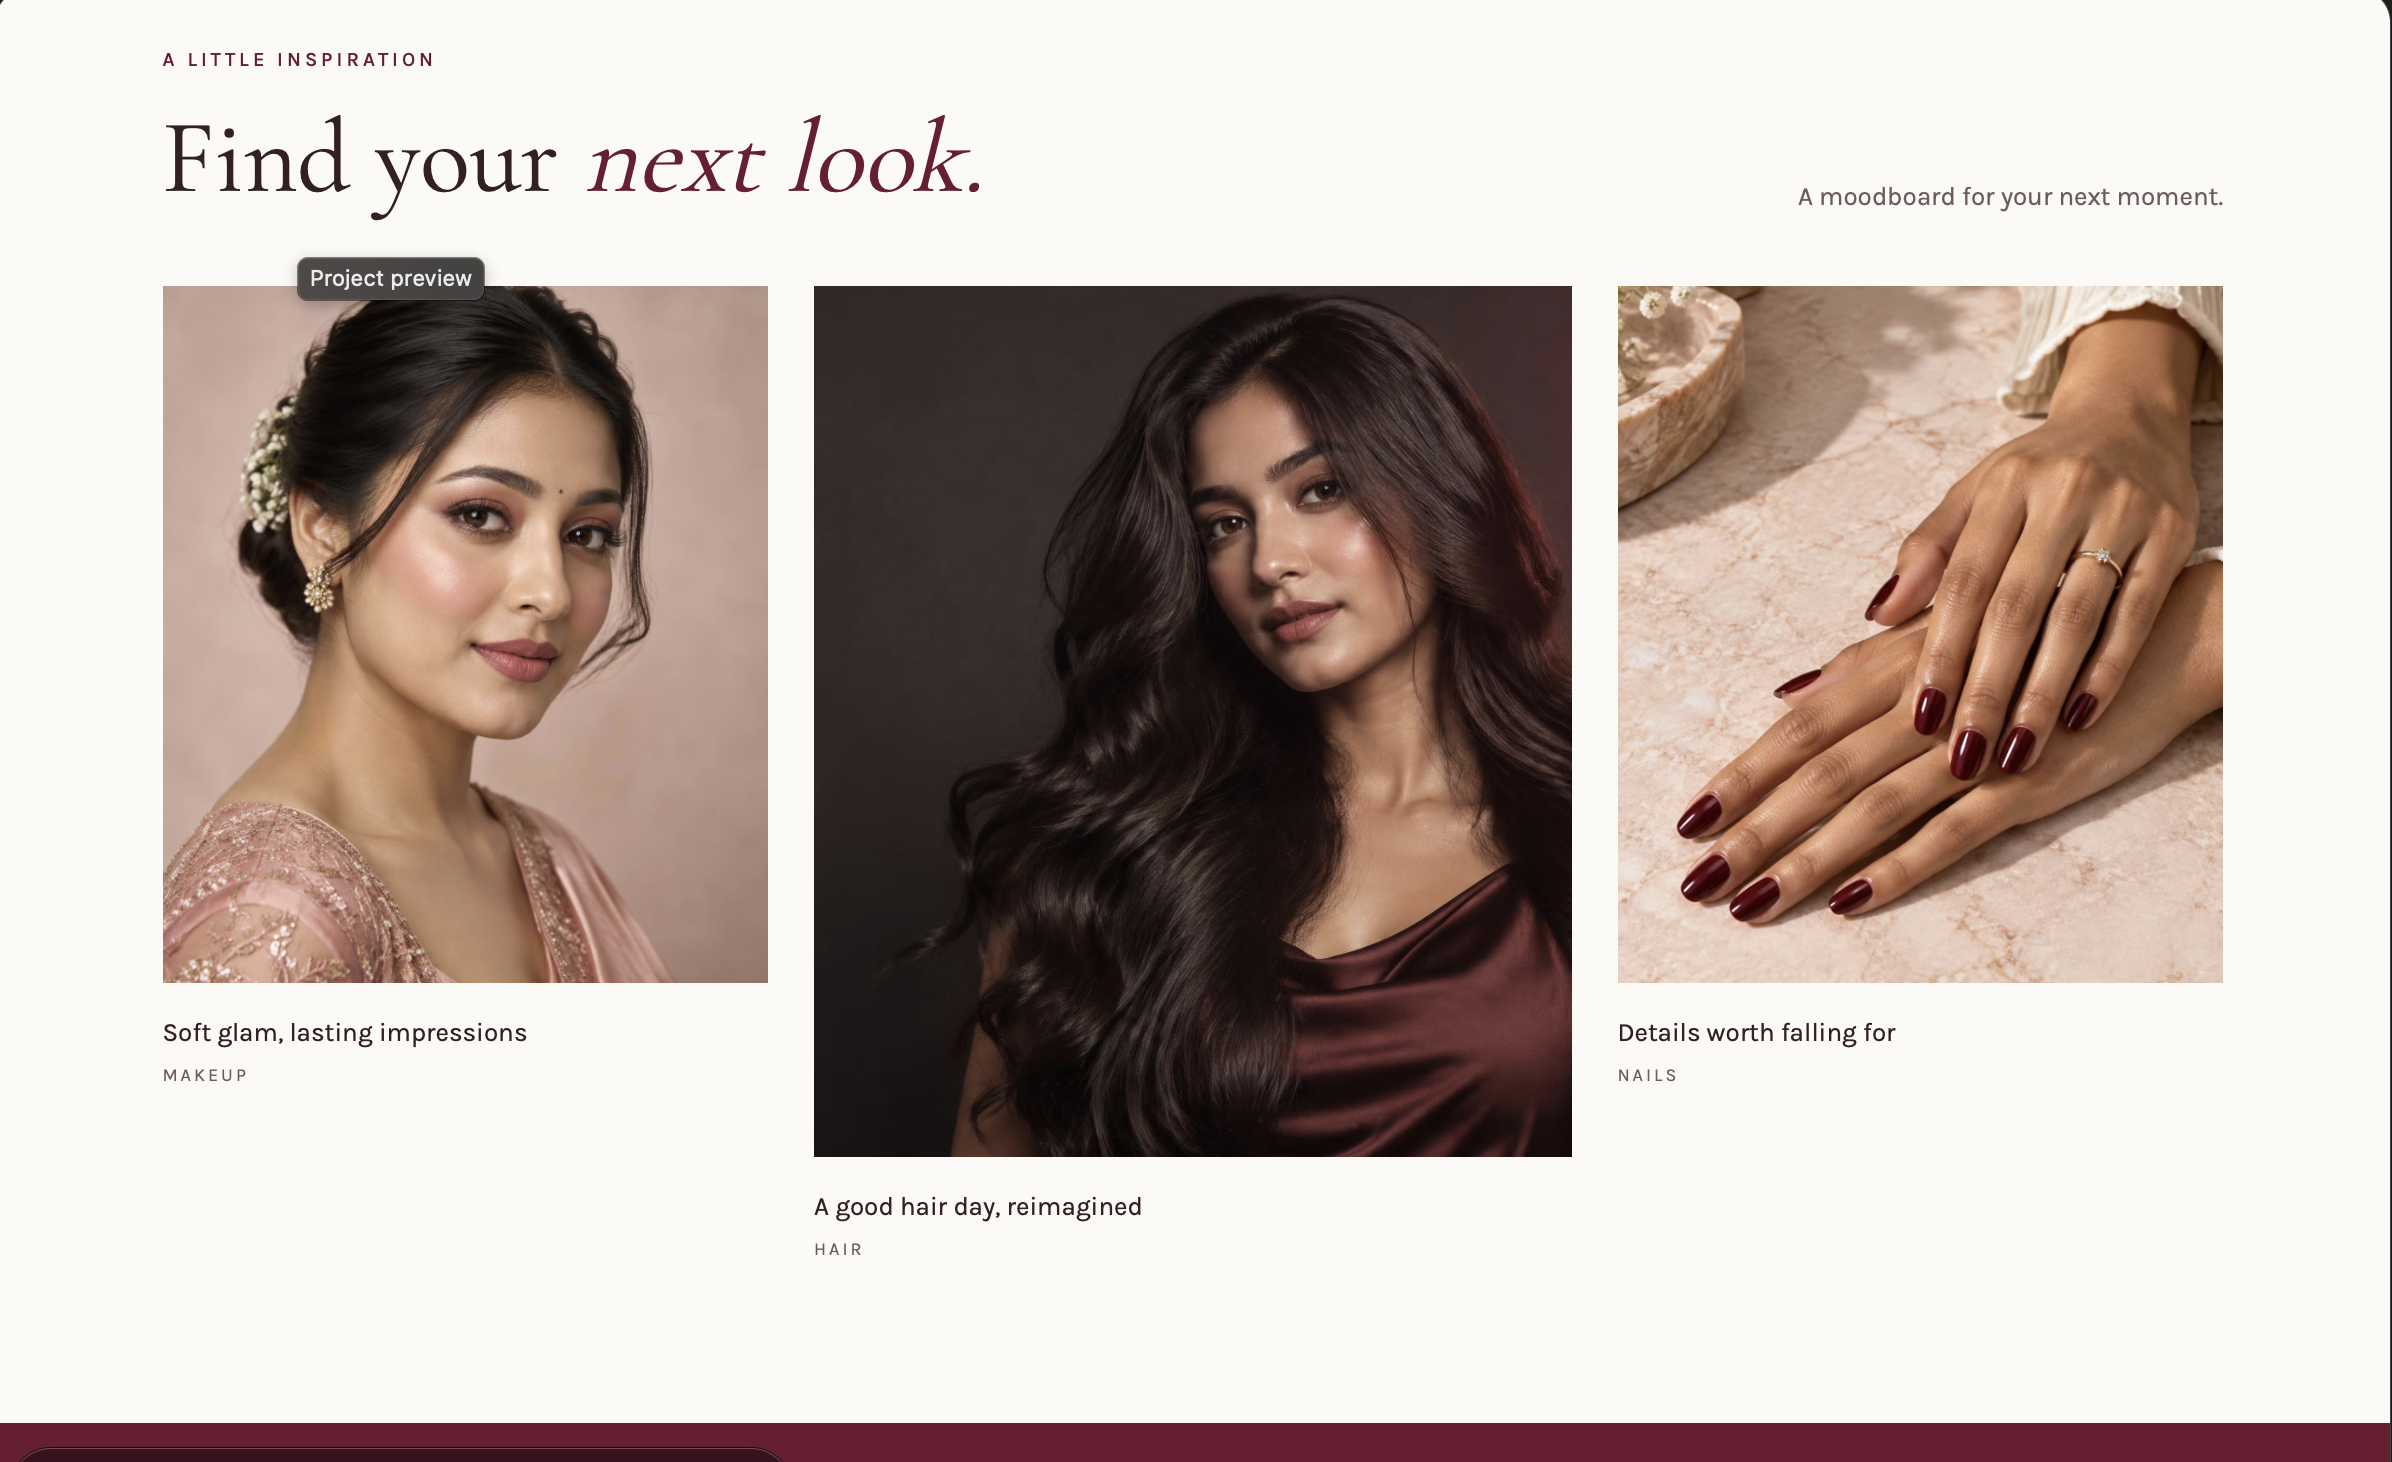 A LITTLE INSPIRATION
Find your next look.
A moodboard for your next moment.
Project preview
Soft glam, lasting impressions
MAKEUP
A good hair day, reimagined
HAIR
Details worth falling for
NAILS